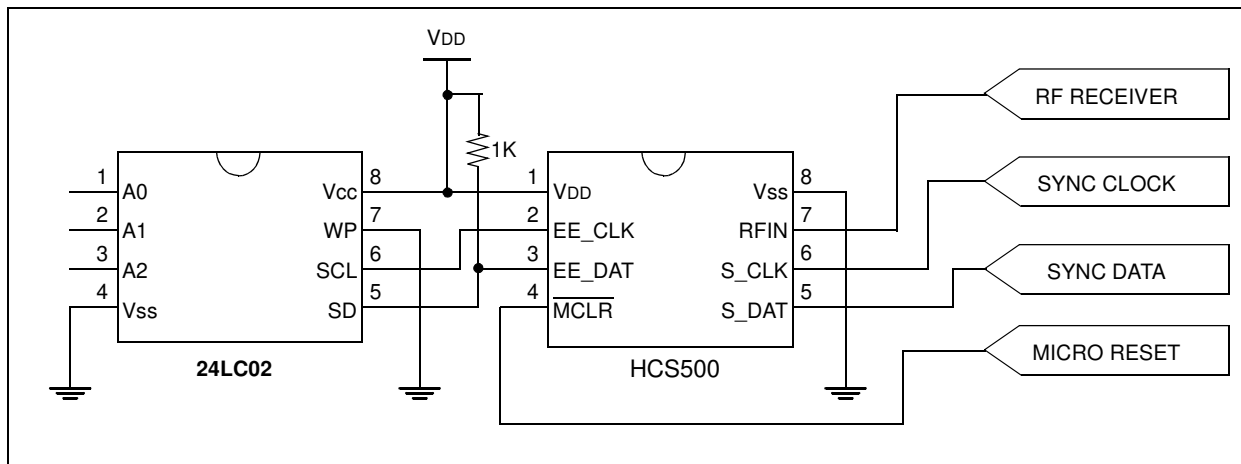 VDD
1K
1 A0
2 A1
3 A2
4 Vss
8 Vcc
7 WP
6 SCL
5 SD
24LC02
1 VDD
2 EE_CLK
3 EE_DAT
4 MCLR
8 Vss
7 RFIN
6 S_CLK
5 S_DAT
HCS500
RF RECEIVER
SYNC CLOCK
SYNC DATA
MICRO RESET